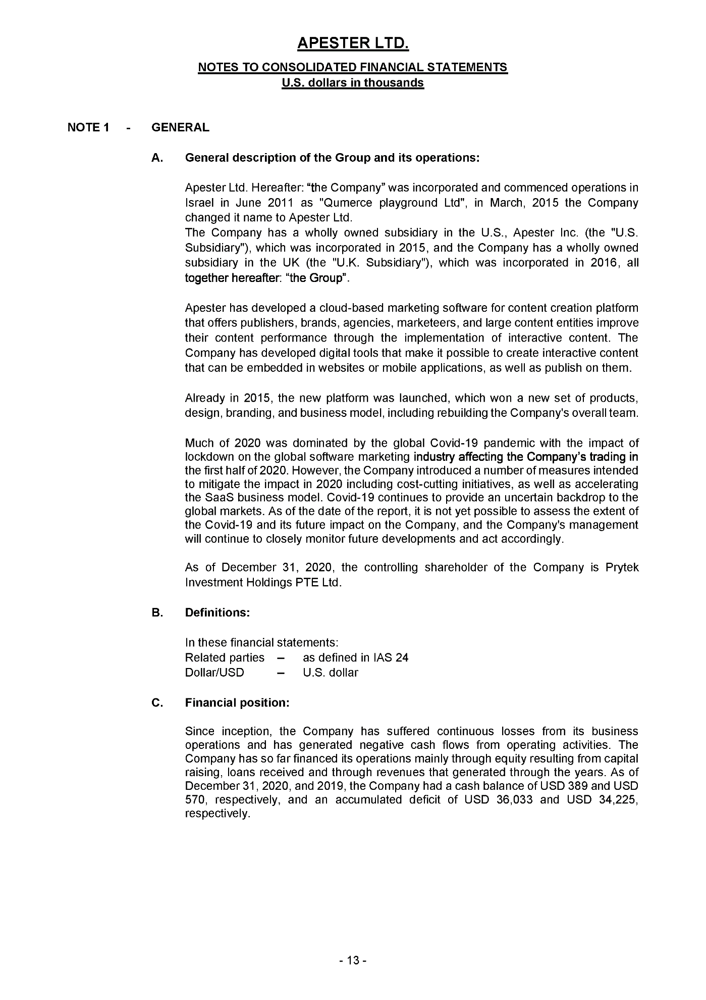 APESTER LTD.
NOTES TO CONSOLIDATED FINANCIAL STATEMENTS
U.S. dollars in thousands
NOTE 1 - GENERAL
A. General description of the Group and its operations:
Apester Ltd. Hereafter: “the Company” was incorporated and commenced operations in
Israel in June 2011 as "Qumerce playground Ltd", in March, 2015 the Company
changed it name to Apester Ltd.
The Company has a wholly owned subsidiary in the U.S., Apester Inc. (the "U.S.
Subsidiary"), which was incorporated in 2015, and the Company has a wholly owned
subsidiary in the UK (the "U.K. Subsidiary"), which was incorporated in 2016, all
together hereafter: “the Group”.
Apester has developed a cloud-based marketing software for content creation platform
that offers publishers, brands, agencies, marketeers, and large content entities improve
their content performance through the implementation of interactive content. The
Company has developed digital tools that make it possible to create interactive content
that can be embedded in websites or mobile applications, as well as publish on them.
Already in 2015, the new platform was launched, which won a new set of products,
design, branding, and business model, including rebuilding the Company's overall team.
Much of 2020 was dominated by the global Covid-19 pandemic with the impact of
lockdown on the global software marketing industry affecting the Company’s trading in
the first half of 2020. However, the Company introduced a number of measures intended
to mitigate the impact in 2020 including cost-cutting initiatives, as well as accelerating
the SaaS business model. Covid-19 continues to provide an uncertain backdrop to the
global markets. As of the date of the report, it is not yet possible to assess the extent of
the Covid-19 and its future impact on the Company, and the Company's management
will continue to closely monitor future developments and act accordingly.
As of December 31, 2020, the controlling shareholder of the Company is Prytek
Investment Holdings PTE Ltd.
B. Definitions:
In these financial statements:
Related parties – as defined in IAS 24
Dollar/USD – U.S. dollar
C. Financial position:
Since inception, the Company has suffered continuous losses from its business
operations and has generated negative cash flows from operating activities. The
Company has so far financed its operations mainly through equity resulting from capital
raising, loans received and through revenues that generated through the years. As of
December 31, 2020, and 2019, the Company had a cash balance of USD 389 and USD
570, respectively, and an accumulated deficit of USD 36,033 and USD 34,225,
respectively.
- 13 -